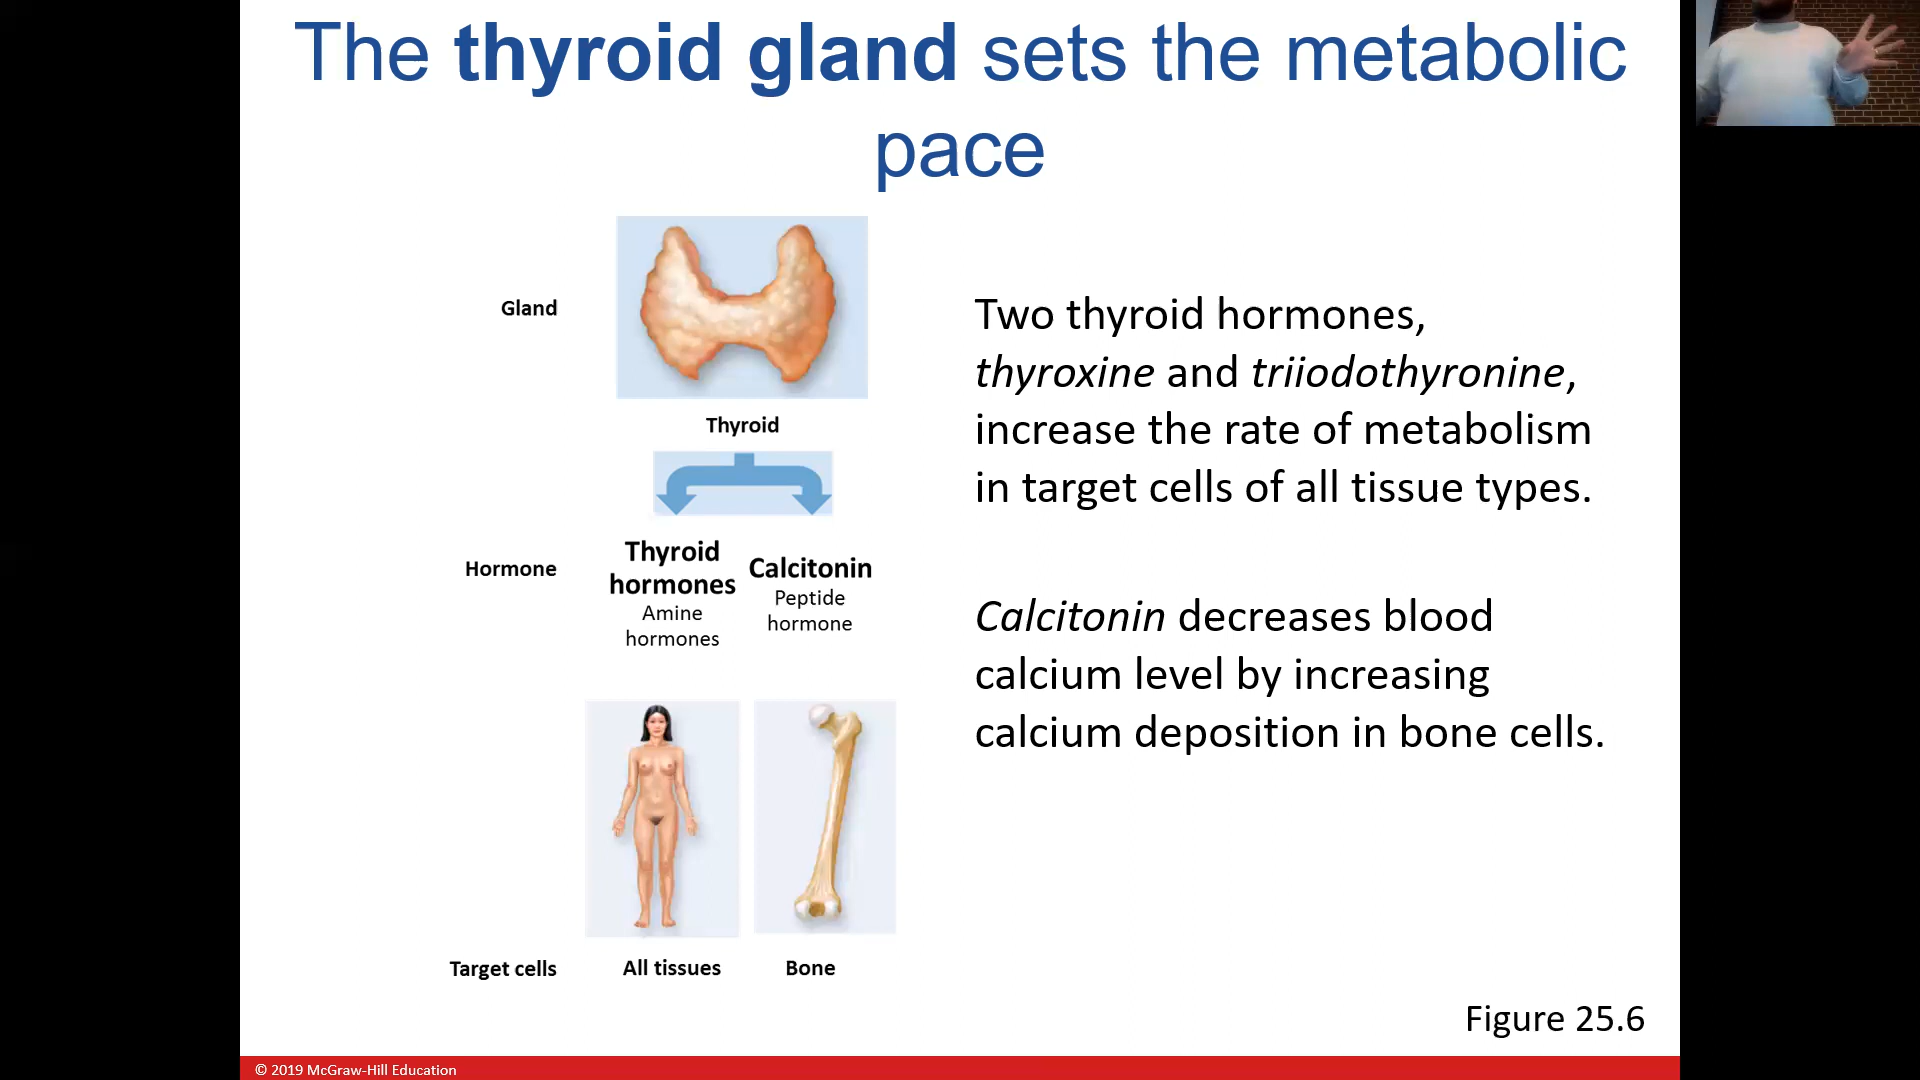 The thyroid gland sets the metabolic
pace
Gland
Thyroid
Hormone
Thyroid
hormones
Amine
hormones
Calcitonin
Peptide
hormone
Target cells
All tissues
Bone
Two thyroid hormones,
thyroxine and triiodothyronine,
increase the rate of metabolism
in target cells of all tissue types.
Calcitonin decreases blood
calcium level by increasing
calcium deposition in bone cells.
Figure 25.6
© 2019 McGraw-Hill Education